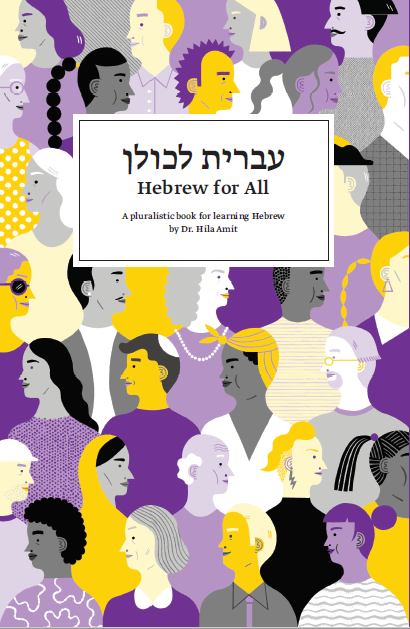 עברית לכולן
Hebrew for All
A pluralistic book for learning Hebrew
by Dr. Hila Amit